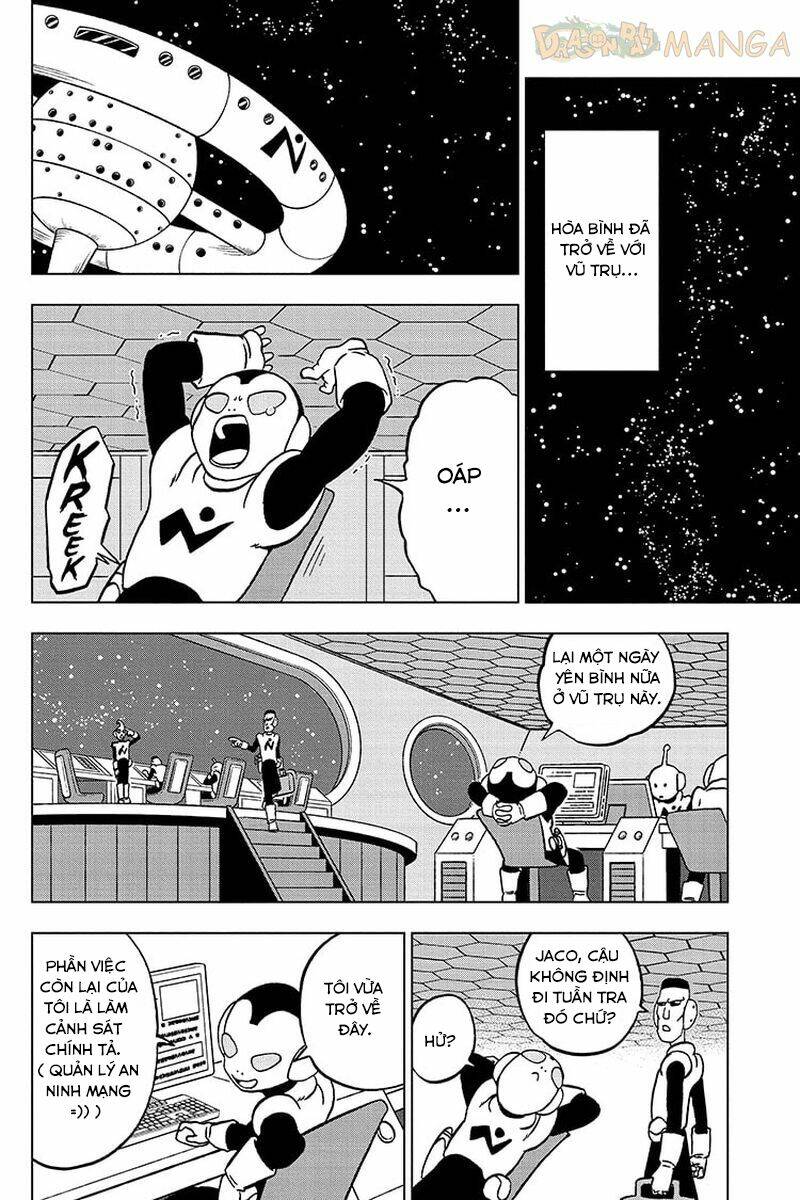 DRAGON BALL MANGA
HÒA BÌNH ĐÃ
TRỞ VỀ VỚI
VŨ TRỤ...
OÁP
...
KREEK
LẠI MỘT NGÀY
YÊN BÌNH NỮA
Ở VŨ TRỤ NÀY.
JACO, CẬU
KHÔNG ĐỊNH
ĐI TUẦN TRA
ĐÓ CHỨ?
HỬ?
TÔI VỪA
TRỞ VỀ
ĐÂY.
PHẦN VIỆC
CÒN LẠI CỦA
TÔI LÀ LÀM
CẢNH SÁT
CHÍNH TẢ.
( QUẢN LÝ AN
NINH MẠNG
=)) )